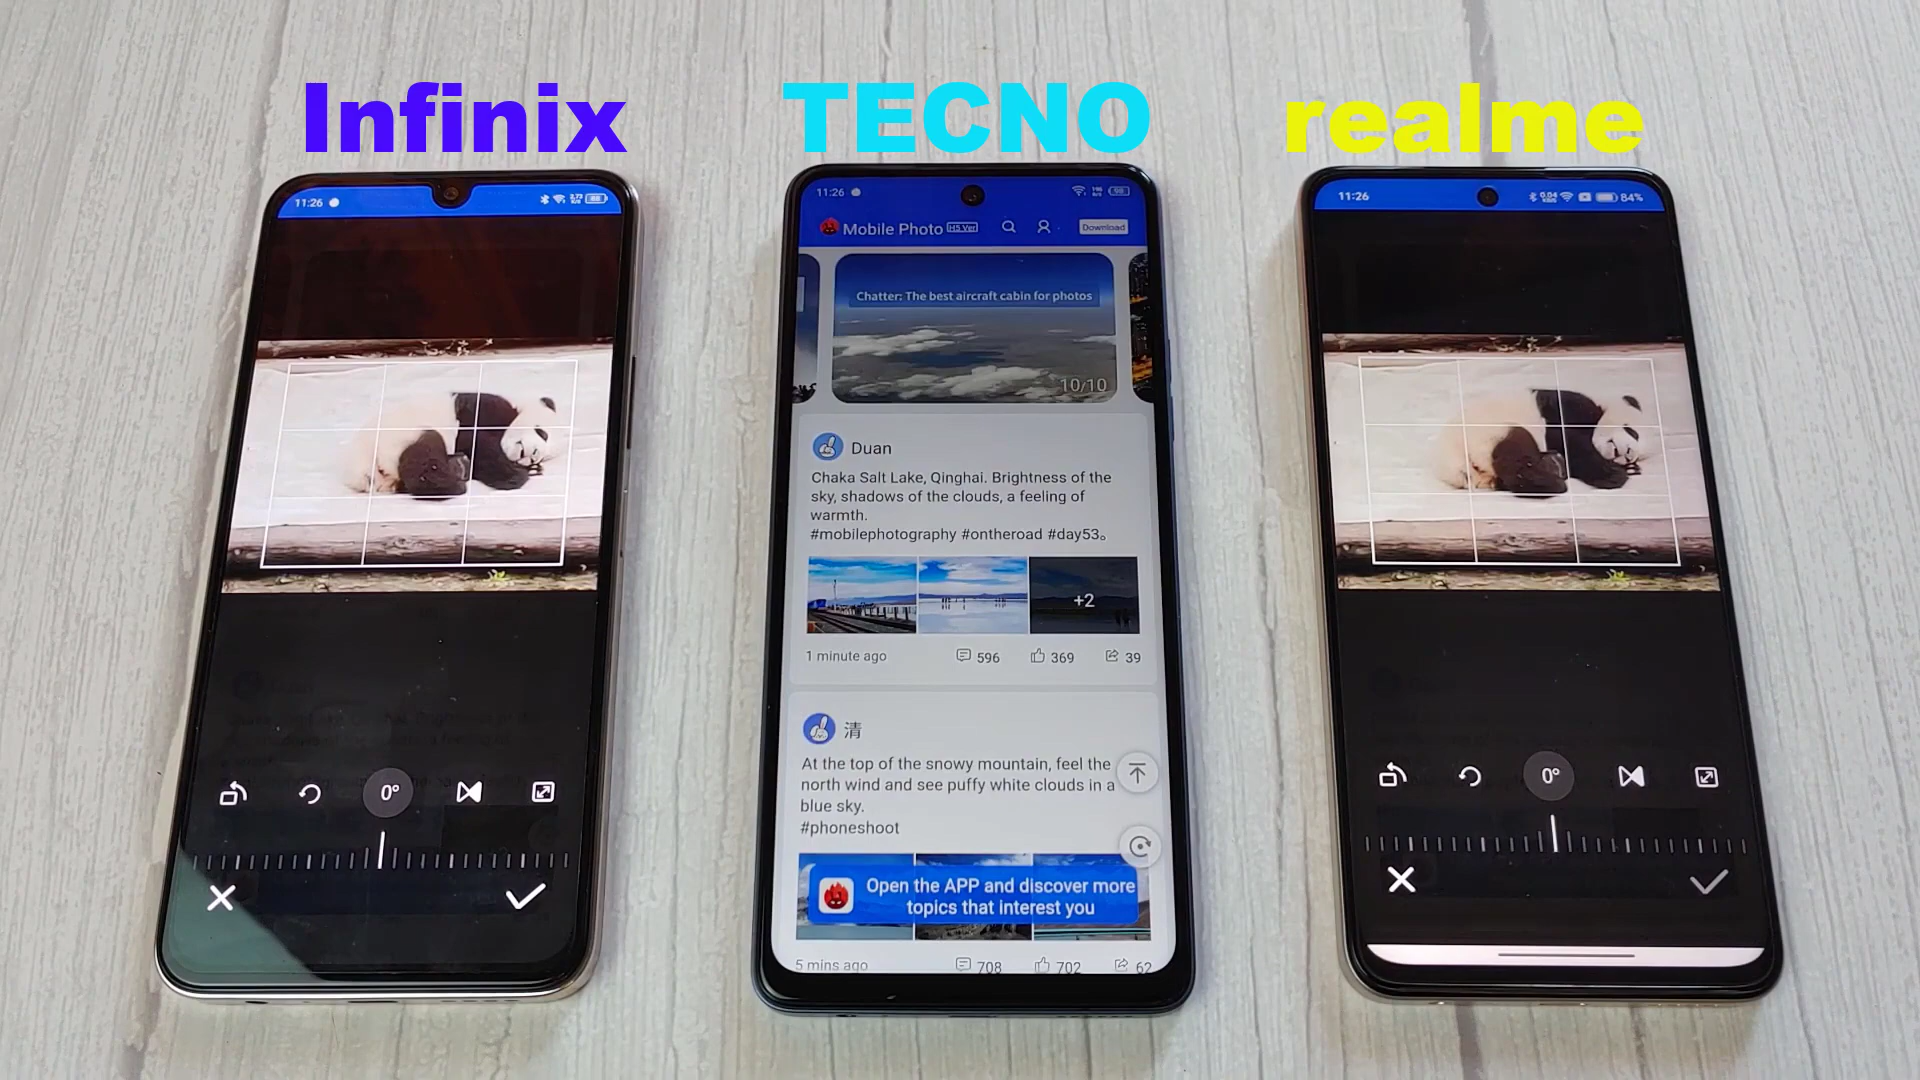 Infinix
TECNO
realme
11:26
0°
11:26
Mobile Photo H5 Ver
Download
Chatter: The best aircraft cabin for photos
10/10
Duan
Chaka Salt Lake, Qinghai. Brightness of the
sky, shadows of the clouds, a feeling of
warmth.
#mobilephotography #ontheroad #day53。
+2
1 minute ago 596 369 39
清
At the top of the snowy mountain, feel the
north wind and see puffy white clouds in a
blue sky.
#phoneshoot
Open the APP and discover more
topics that interest you
5 mins ago 708 702 62
11:26
84%
0°